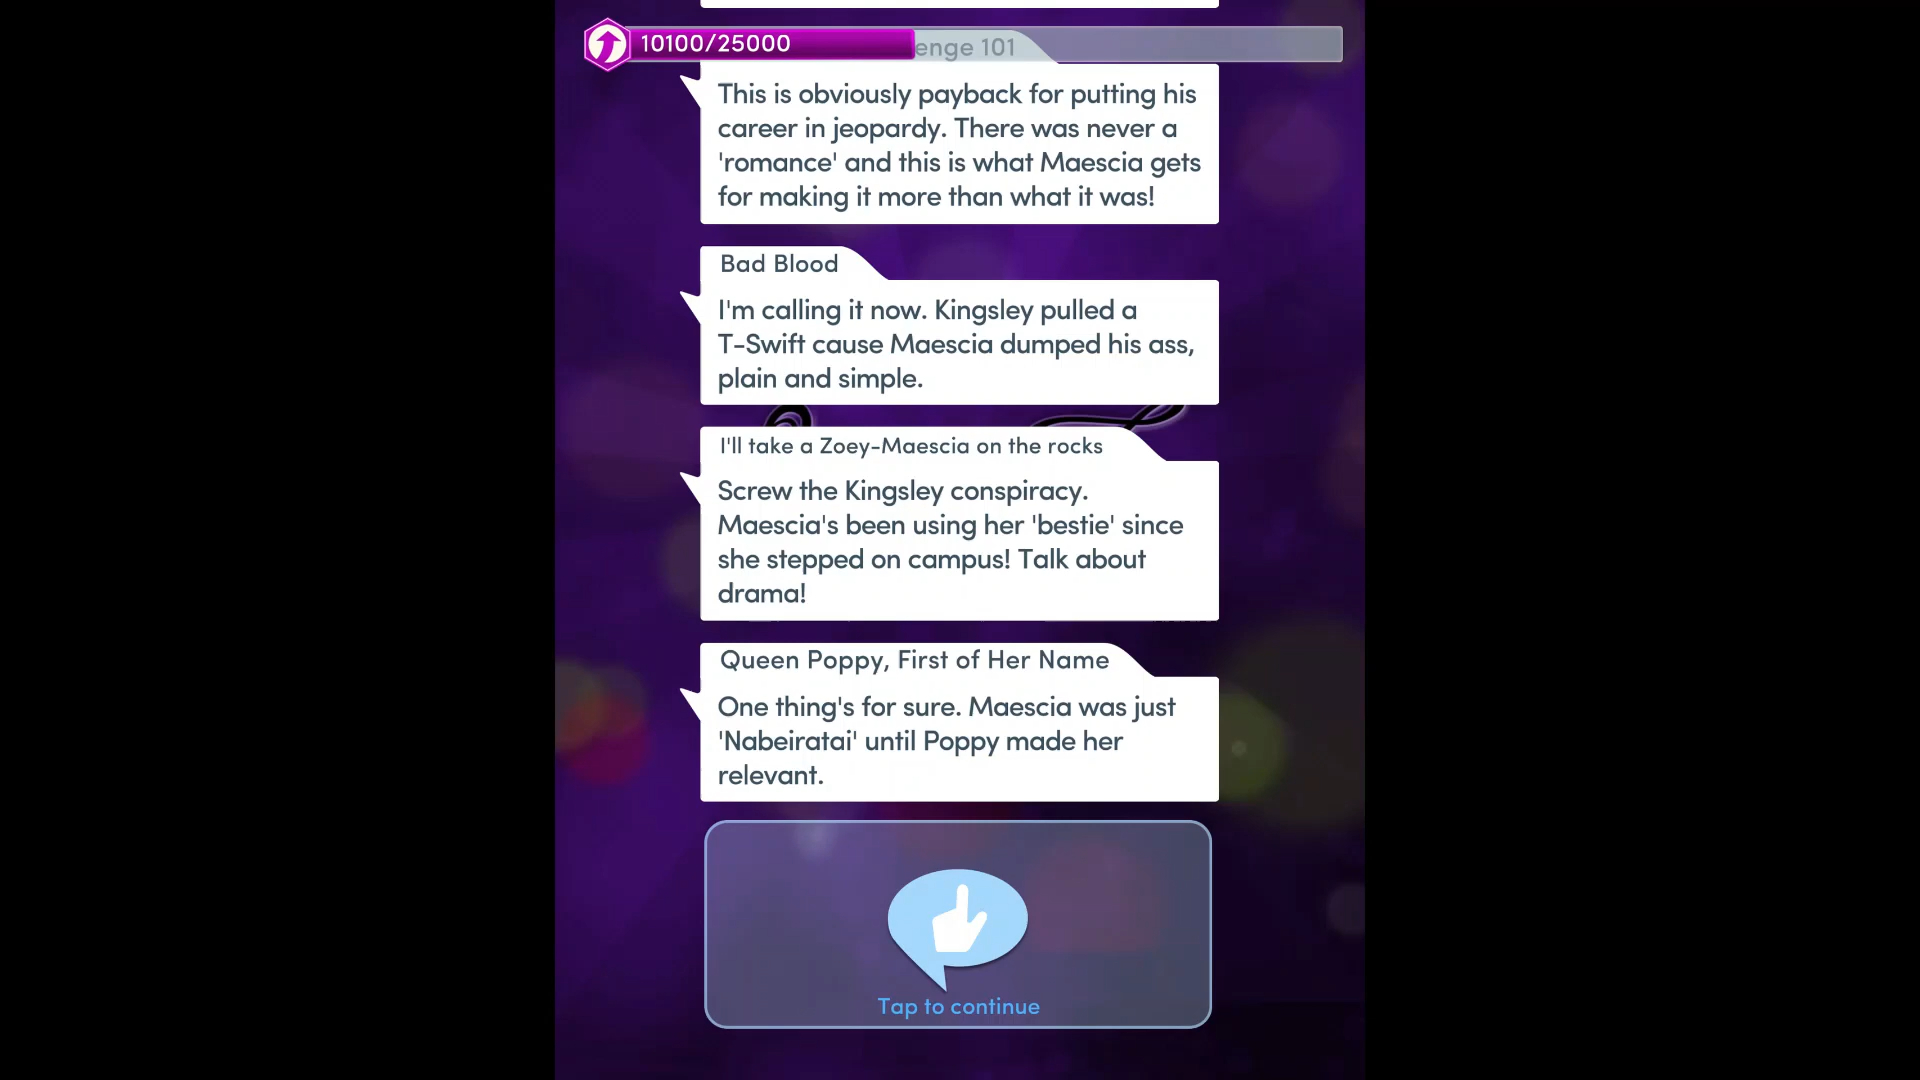 10100/25000
enge 101
This is obviously payback for putting his
career in jeopardy. There was never a
'romance' and this is what Maescia gets
for making it more than what it was!
Bad Blood
I'm calling it now. Kingsley pulled a
T-Swift cause Maescia dumped his ass,
plain and simple.
I'll take a Zoey-Maescia on the rocks
Screw the Kingsley conspiracy.
Maescia's been using her 'bestie' since
she stepped on campus! Talk about
drama!
Queen Poppy, First of Her Name
One thing's for sure. Maescia was just
'Nabeiratai' until Poppy made her
relevant.
Tap to continue